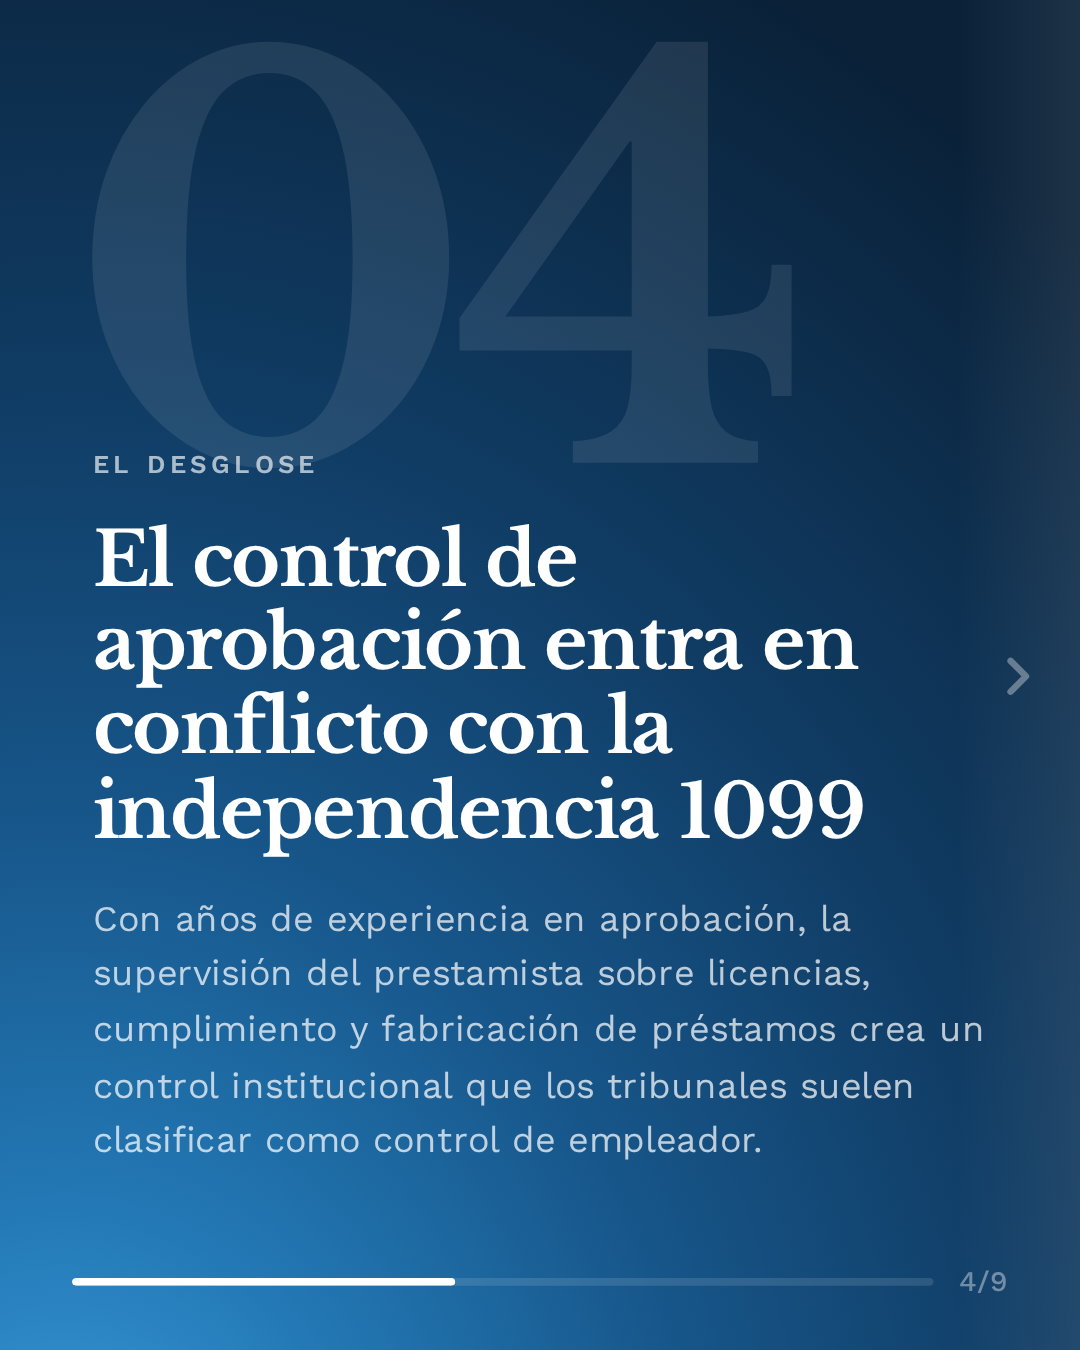 04
EL DESGLOSE
El control de
aprobación entra en
conflicto con la
independencia 1099
Con años de experiencia en aprobación, la
supervisión del prestamista sobre licencias,
cumplimiento y fabricación de préstamos crea un
control institucional que los tribunales suelen
clasificar como control de empleador.
4/9